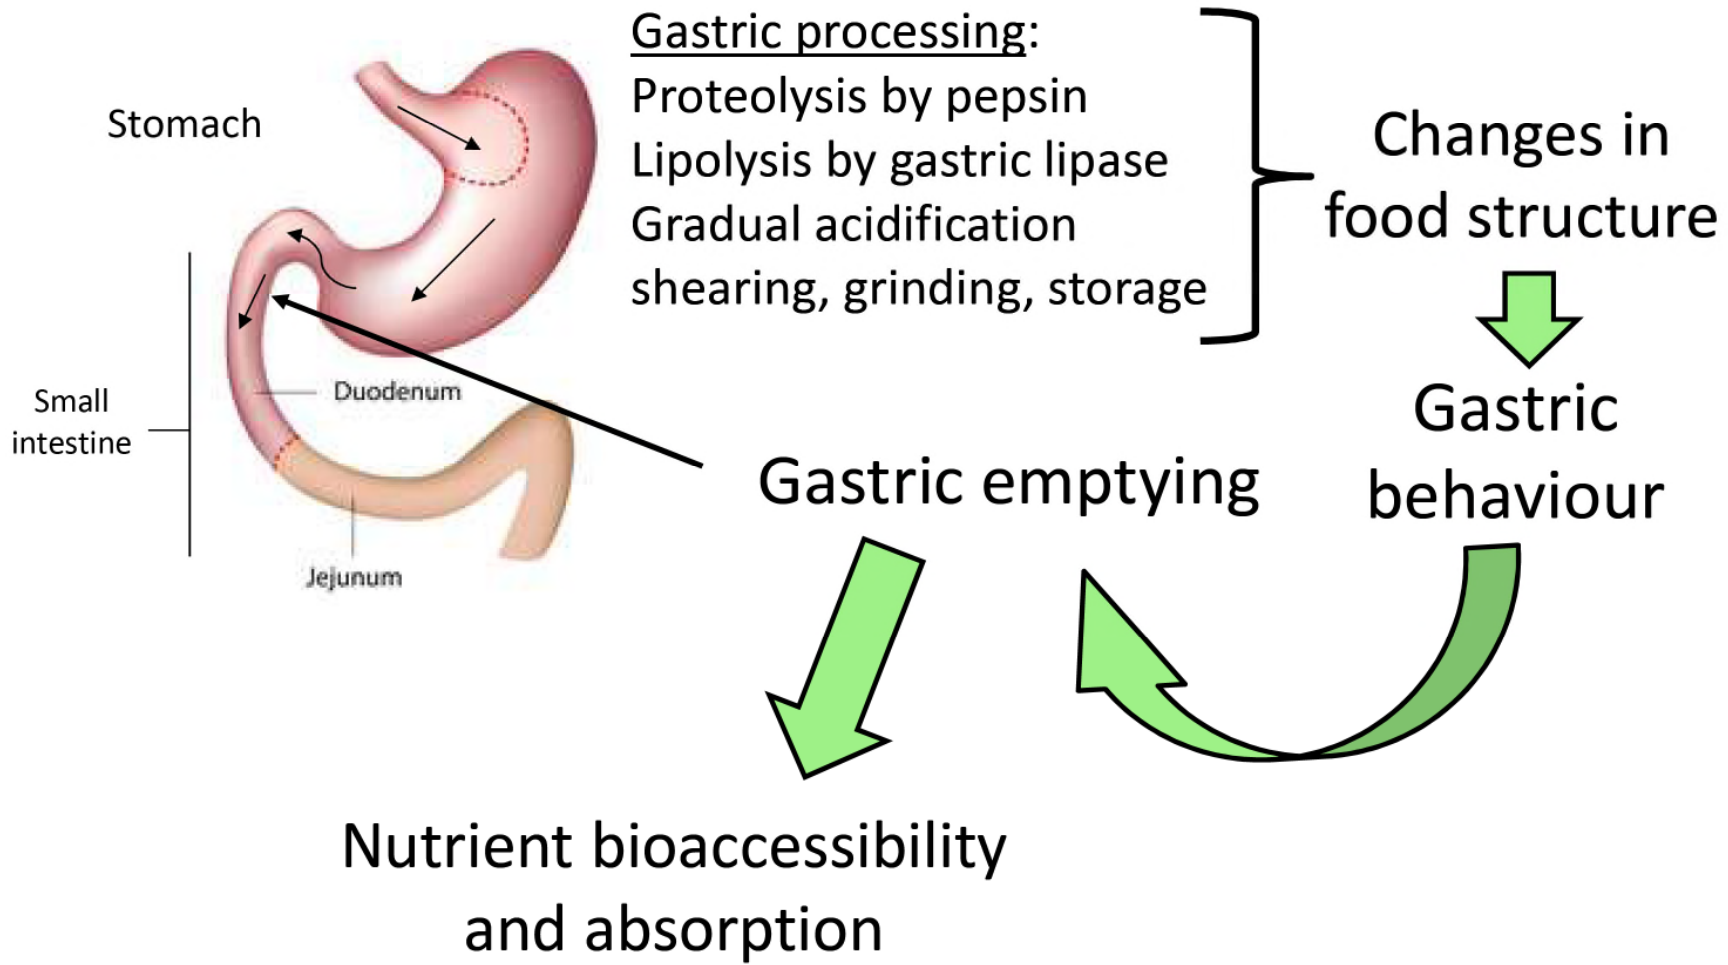 Gastric processing:
Proteolysis by pepsin
Lipolysis by gastric lipase
Gradual acidification
shearing, grinding, storage
Stomach
Changes in
food structure
Small
intestine
Duodenum
Jejunum
Gastric
behaviour
Gastric emptying
Nutrient bioaccessibility
and absorption